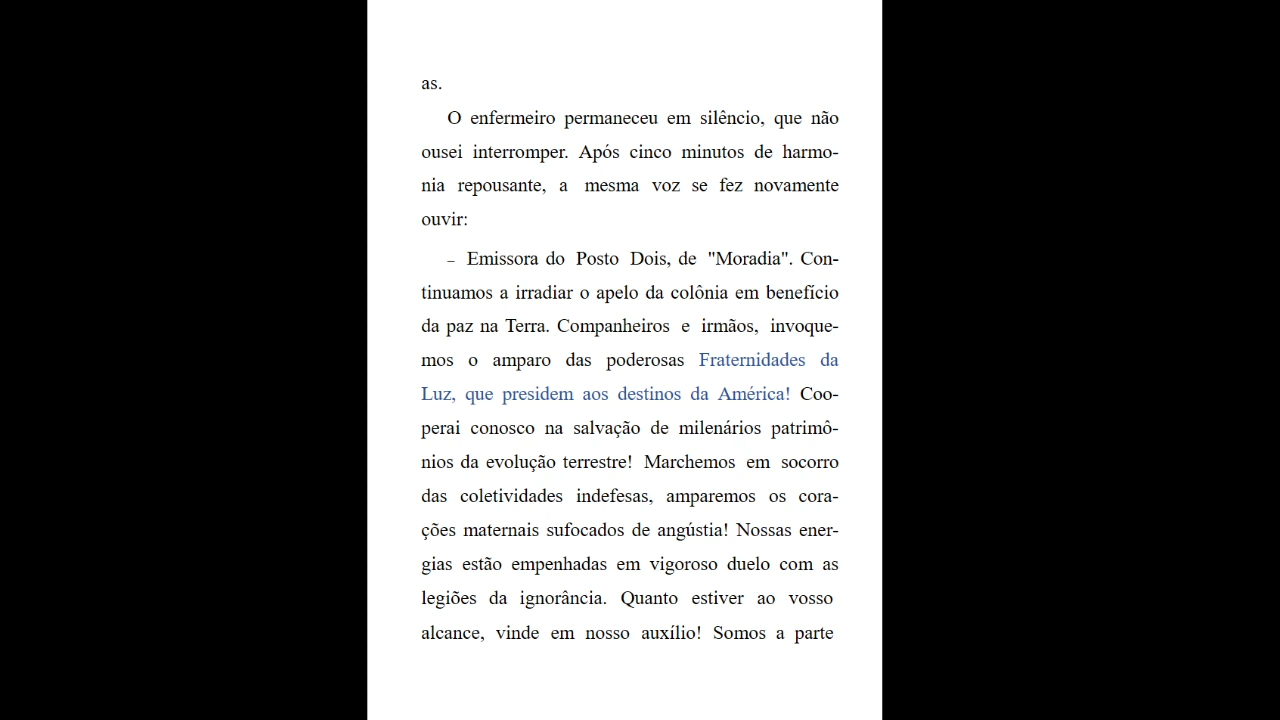 as.
O enfermeiro permaneceu em silêncio, que não
ousei interromper. Após cinco minutos de harmo-
nia repousante, a mesma voz se fez novamente
ouvir:
– Emissora do Posto Dois, de "Moradia". Con-
tinuamos a irradiar o apelo da colônia em benefício
da paz na Terra. Companheiros e irmãos, invoque-
mos o amparo das poderosas Fraternidades da
Luz, que presidem aos destinos da América! Coo-
perai conosco na salvação de milenários patrimô-
nios da evolução terrestre! Marchemos em socorro
das coletividades indefesas, amparemos os cora-
ções maternais sufocados de angústia! Nossas ener-
gias estão empenhadas em vigoroso duelo com as
legiões da ignorância. Quanto estiver ao vosso
alcance, vinde em nosso auxílio! Somos a parte